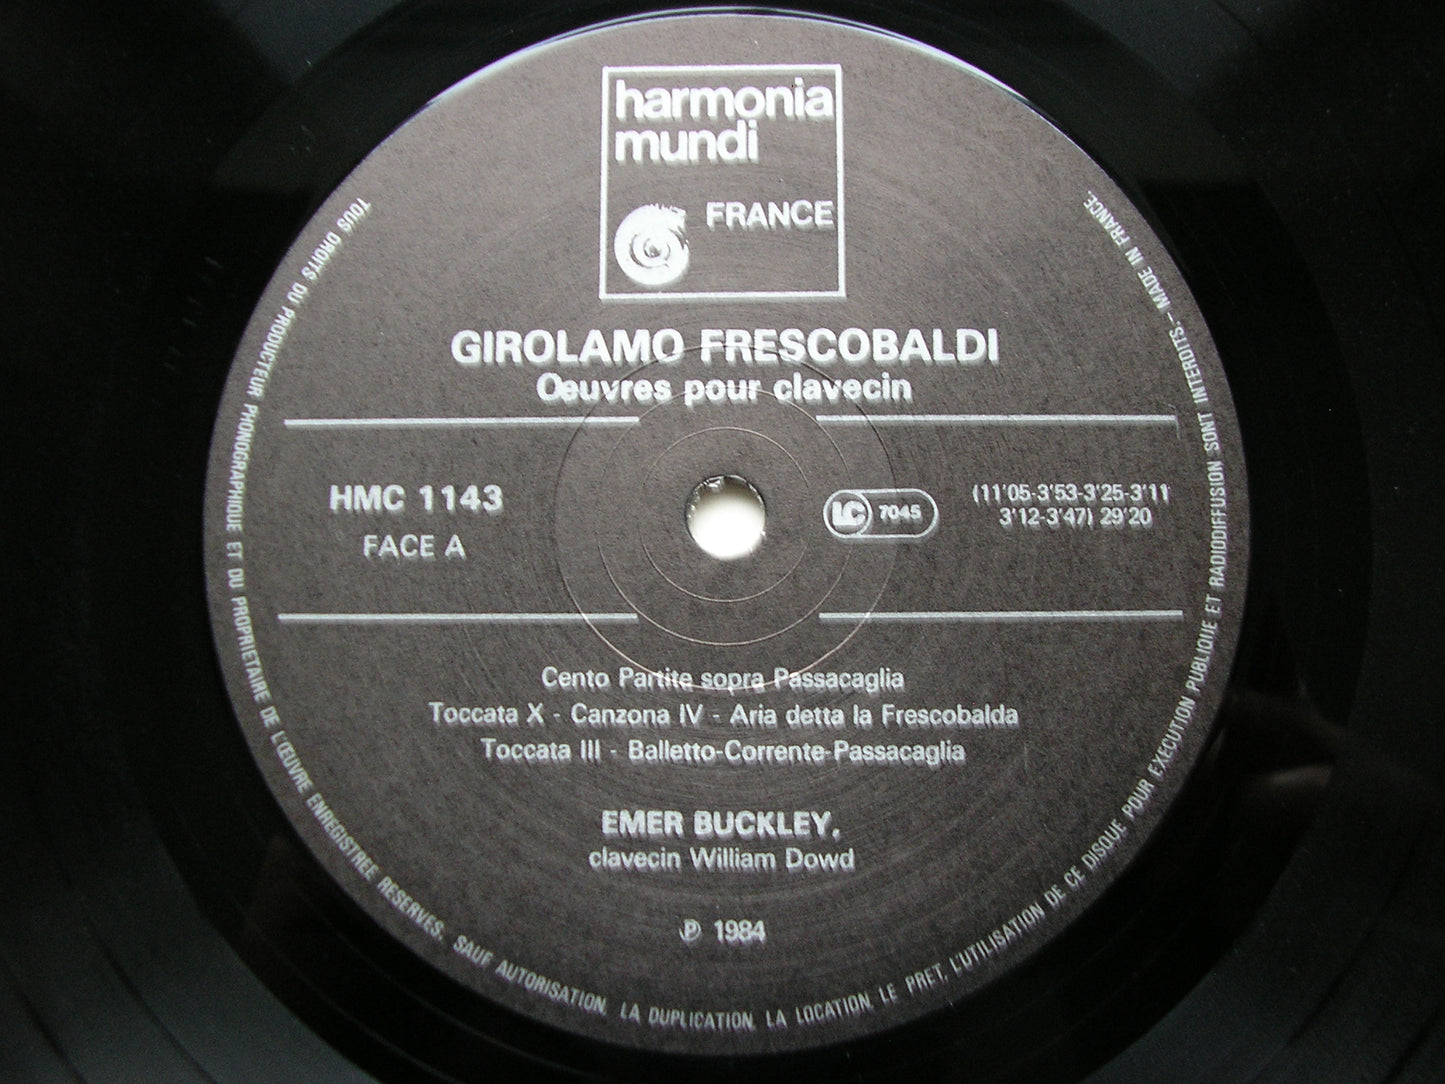 harmonia
mundi
FRANCE
GIROLAMO FRESCOBALDI
Œuvres pour clavecin
HMC 1143
FACE A
LC 7045
(11'05-3'53-3'25-3'11
3'12-3'47) 29'20
Cento Partite sopra Passacaglia
Toccata X - Canzona IV - Aria detta la Frescobalda
Toccata III - Balletto-Corrente-Passacaglia
EMER BUCKLEY,
clavecin William Dowd
℗ 1984
TOUS DROITS DU PRODUCTEUR PHONOGRAPHIQUE ET DU PROPRIETAIRE DE L'ŒUVRE ENREGISTREE RESERVES. SAUF AUTORISATION, LA DUPLICATION, LA LOCATION, LE PRET, L'UTILISATION DE CE DISQUE POUR EXECUTION PUBLIQUE ET RADIODIFFUSION SONT INTERDITS. – MADE IN FRANCE.